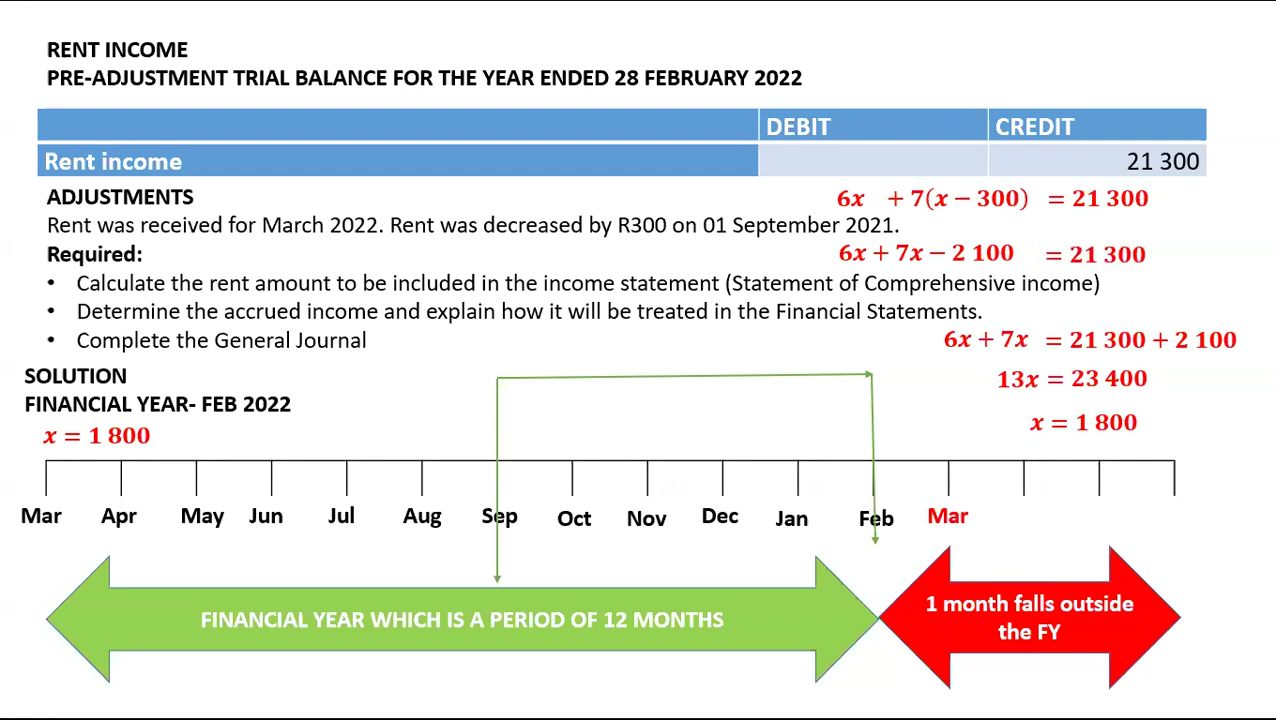 RENT INCOME
PRE-ADJUSTMENT TRIAL BALANCE FOR THE YEAR ENDED 28 FEBRUARY 2022
DEBIT CREDIT
Rent income 21 300
ADJUSTMENTS
6x + 7(x − 300) = 21 300
Rent was received for March 2022. Rent was decreased by R300 on 01 September 2021.
Required:
6x + 7x − 2 100 = 21 300
• Calculate the rent amount to be included in the income statement (Statement of Comprehensive income)
• Determine the accrued income and explain how it will be treated in the Financial Statements.
• Complete the General Journal
6x + 7x = 21 300 + 2 100
SOLUTION
13x = 23 400
FINANCIAL YEAR- FEB 2022
x = 1 800
x = 1 800
Mar Apr May Jun Jul Aug Sep Oct Nov Dec Jan Feb Mar
FINANCIAL YEAR WHICH IS A PERIOD OF 12 MONTHS
1 month falls outside
the FY